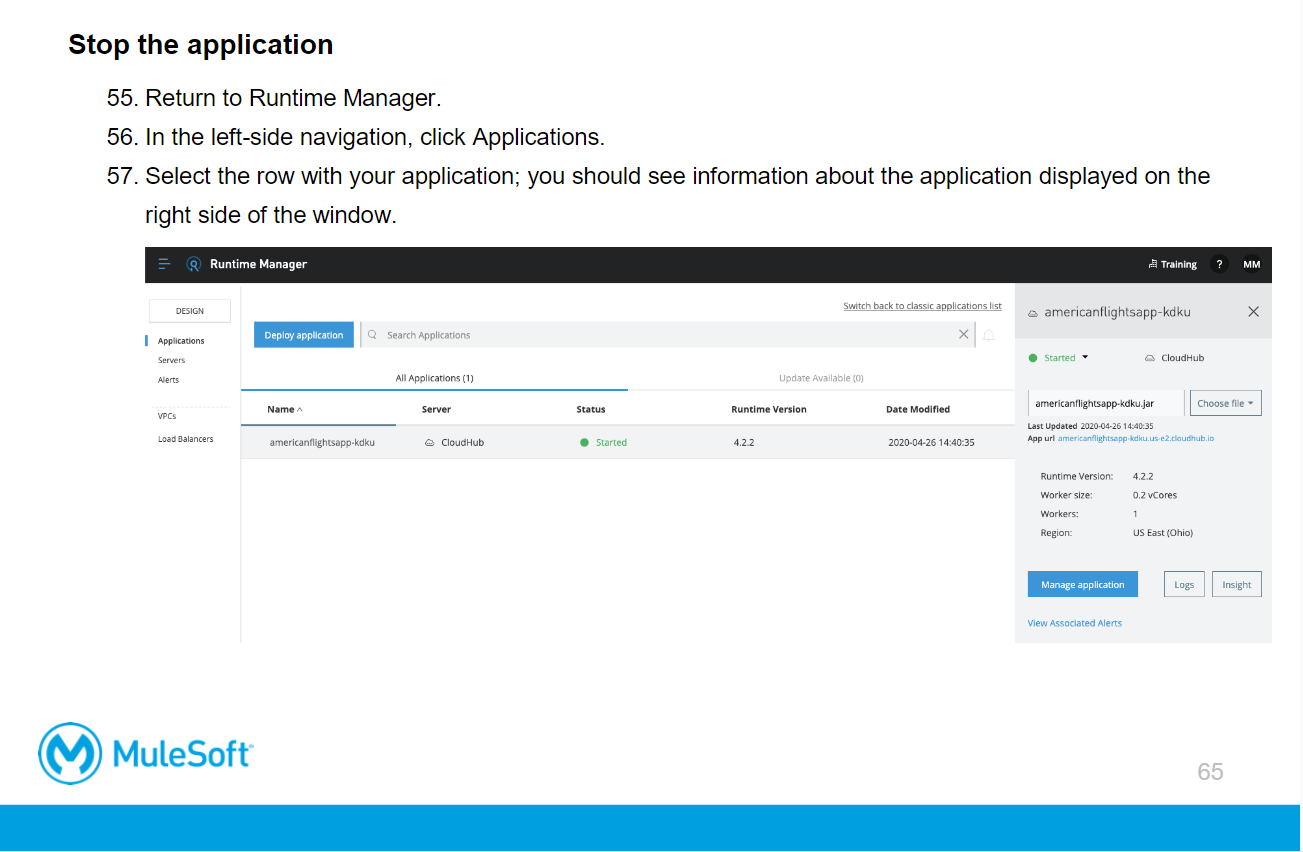 Stop the application
55. Return to Runtime Manager.
56. In the left-side navigation, click Applications.
57. Select the row with your application; you should see information about the application displayed on the
right side of the window.
Runtime Manager
Training ? MM
DESIGN
Applications
Servers
Alerts
VPCs
Load Balancers
Switch back to classic applications list
Deploy application
Search Applications
All Applications (1)
Update Available (0)
Name Server Status Runtime Version Date Modified
americanflightsapp-kdku CloudHub Started 4.2.2 2020-04-26 14:40:35
americanflightsapp-kdku
Started CloudHub
americanflightsapp-kdku.jar Choose file
Last Updated 2020-04-26 14:40:35
App url americanflightsapp-kdku.us-e2.cloudhub.io
Runtime Version: 4.2.2
Worker size: 0.2 vCores
Workers: 1
Region: US East (Ohio)
Manage application Logs Insight
View Associated Alerts
MuleSoft
65